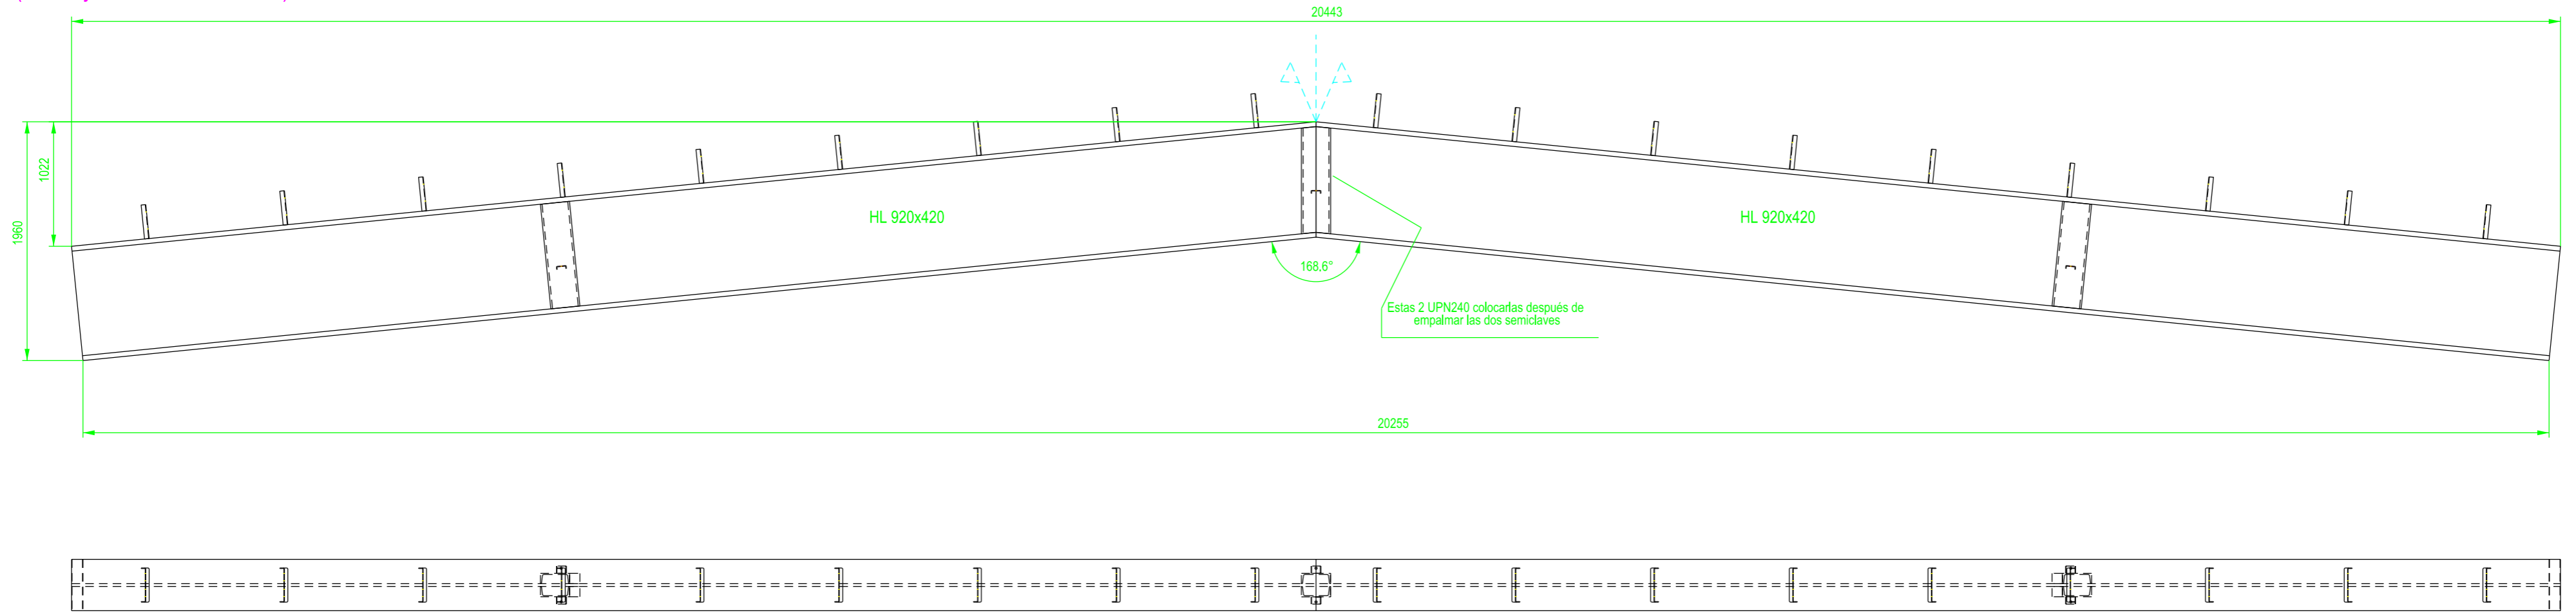 20443
1022
1960
HL 920x420
HL 920x420
168.6°
Estas 2 UPN240 colocarlas después de
empalmar las dos semiclaves
20255